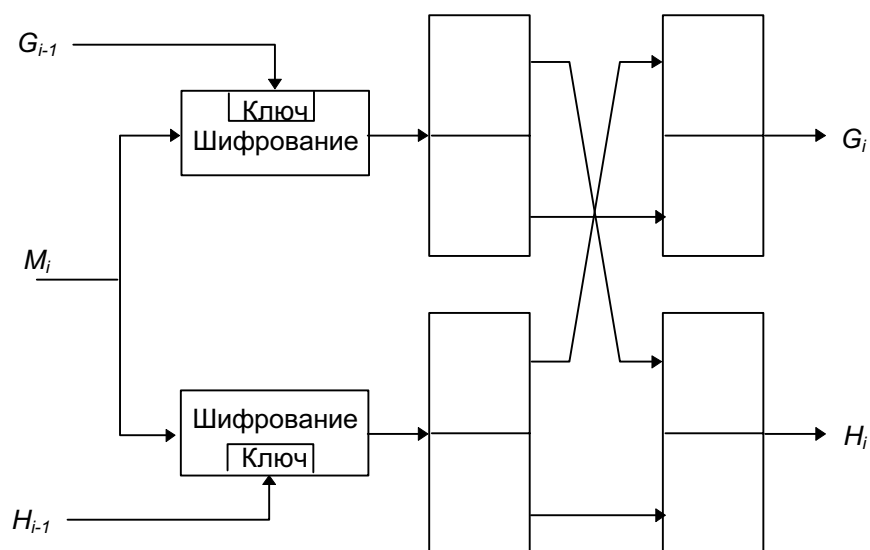 G_{i-1}
Ключ
Шифрование
G_i
M_i
Шифрование
Ключ
H_i
H_{i-1}